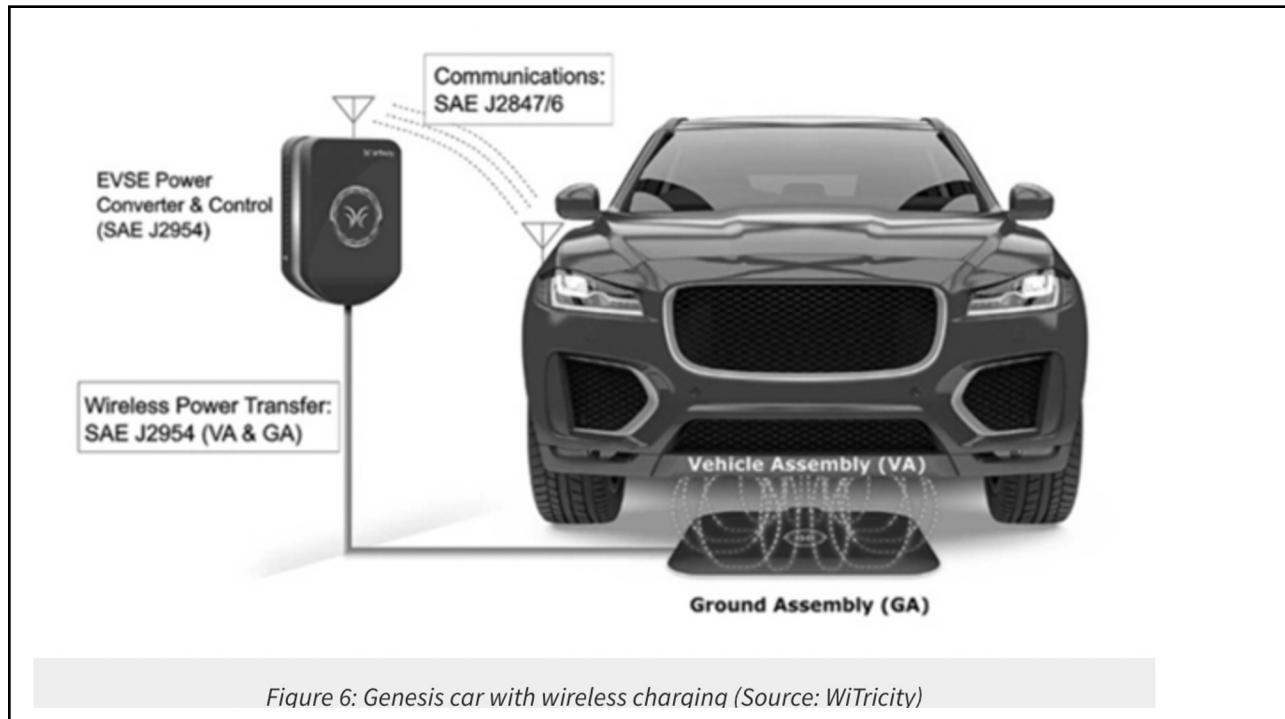 Communications:
SAE J2847/6
EVSE Power
Converter & Control
(SAE J2954)
Wireless Power Transfer:
SAE J2954 (VA & GA)
Vehicle Assembly (VA)
Ground Assembly (GA)
Figure 6: Genesis car with wireless charging (Source: WiTricity)